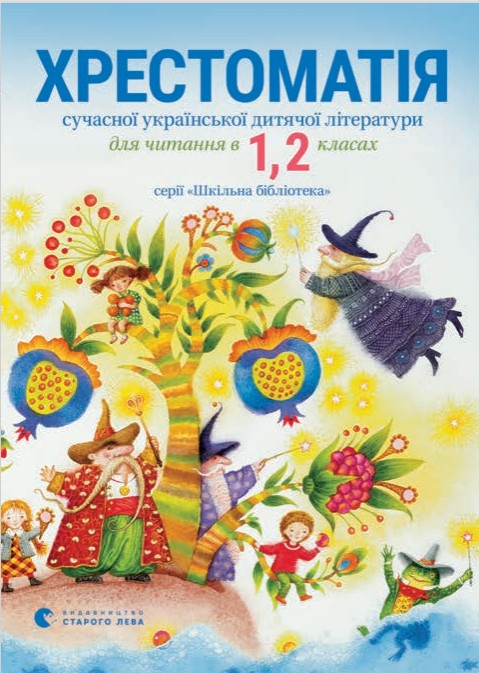 ХРЕСТОМАТІЯ
сучасної української дитячої літератури
для читання в 1, 2 класах
серії «Шкільна бібліотека»
ВИДАВНИЦТВО
СТАРОГО ЛЕВА